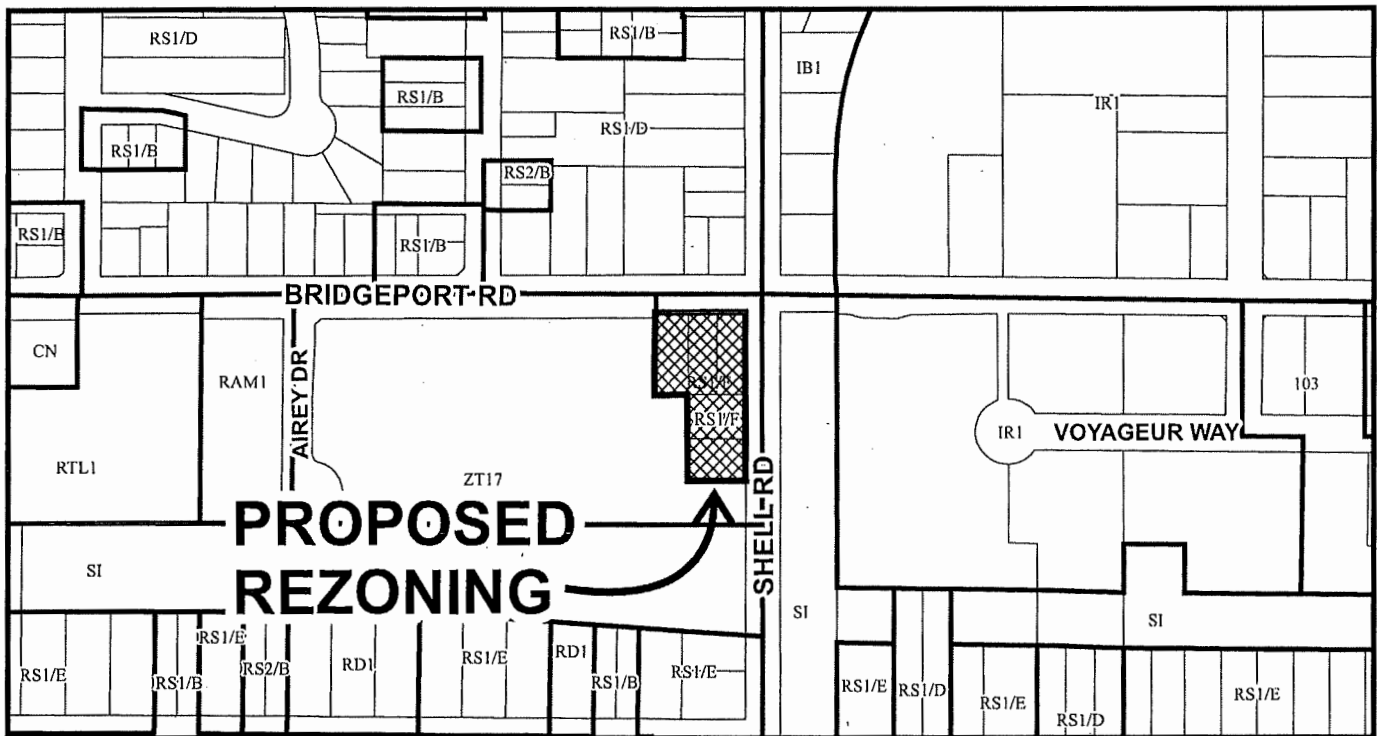 RS1/D
RS1/B
IB1
RS1/B
IR1
RS1/D
RS1/B
RS2/B
RS1/B
RS1/B
BRIDGEPORT RD
CN
RAM1
AIREY DR
103
RS1/F
IR1
VOYAGEUR WAY
RTL1
ZT17
SHELL RD
PROPOSED
REZONING
SI
SI
SI
RS1/E
RS1/B
RS1/E
RS2/B
RD1
RS1/E
RD1
RS1/B
RS1/E
RS1/E
RS1/D
RS1/E
RS1/D
RS1/E